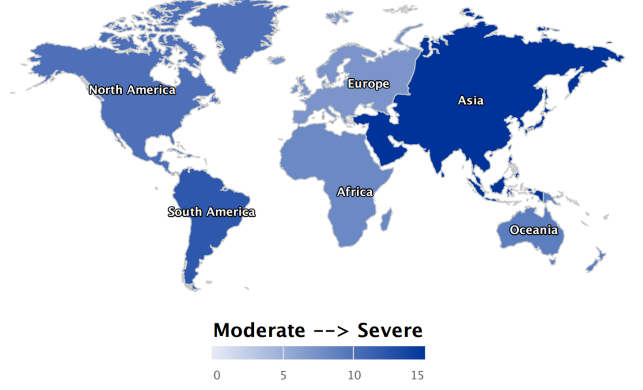 North America
Europe
Asia
Africa
South America
Oceania
Moderate --> Severe
0 5 10 15